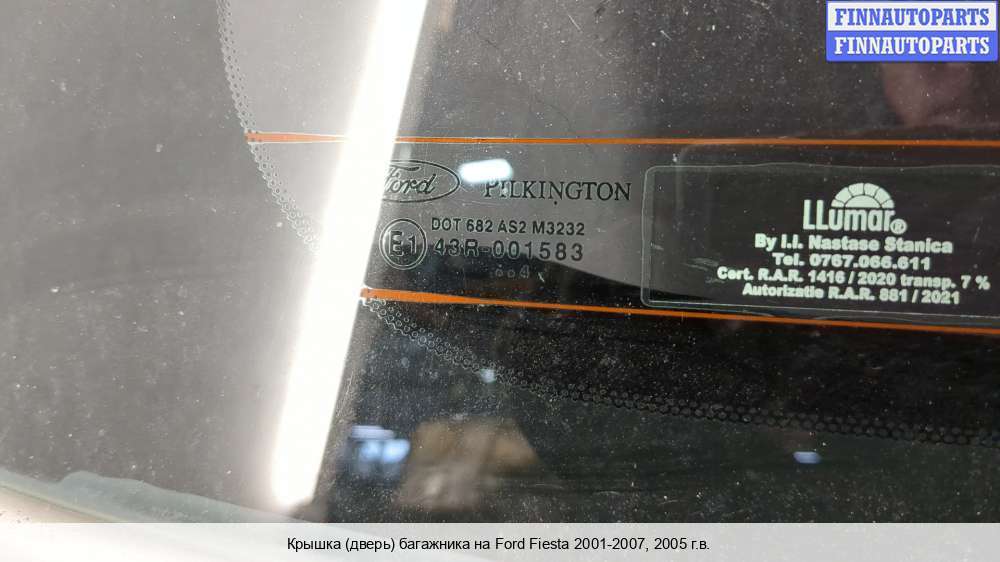 FINNAUTOPARTS
FINNAUTOPARTS
Ford PILKINGTON
DOT 682 AS2 M3232
E1 43R-001583
4
LLumar®
By I.I. Nastase Stanica
Tel. 0767.066.611
Cert. R.A.R. 1416 / 2020 transp. 7 %
Autorizatie R.A.R. 881 / 2021
Крышка (дверь) багажника на Ford Fiesta 2001-2007, 2005 г.в.